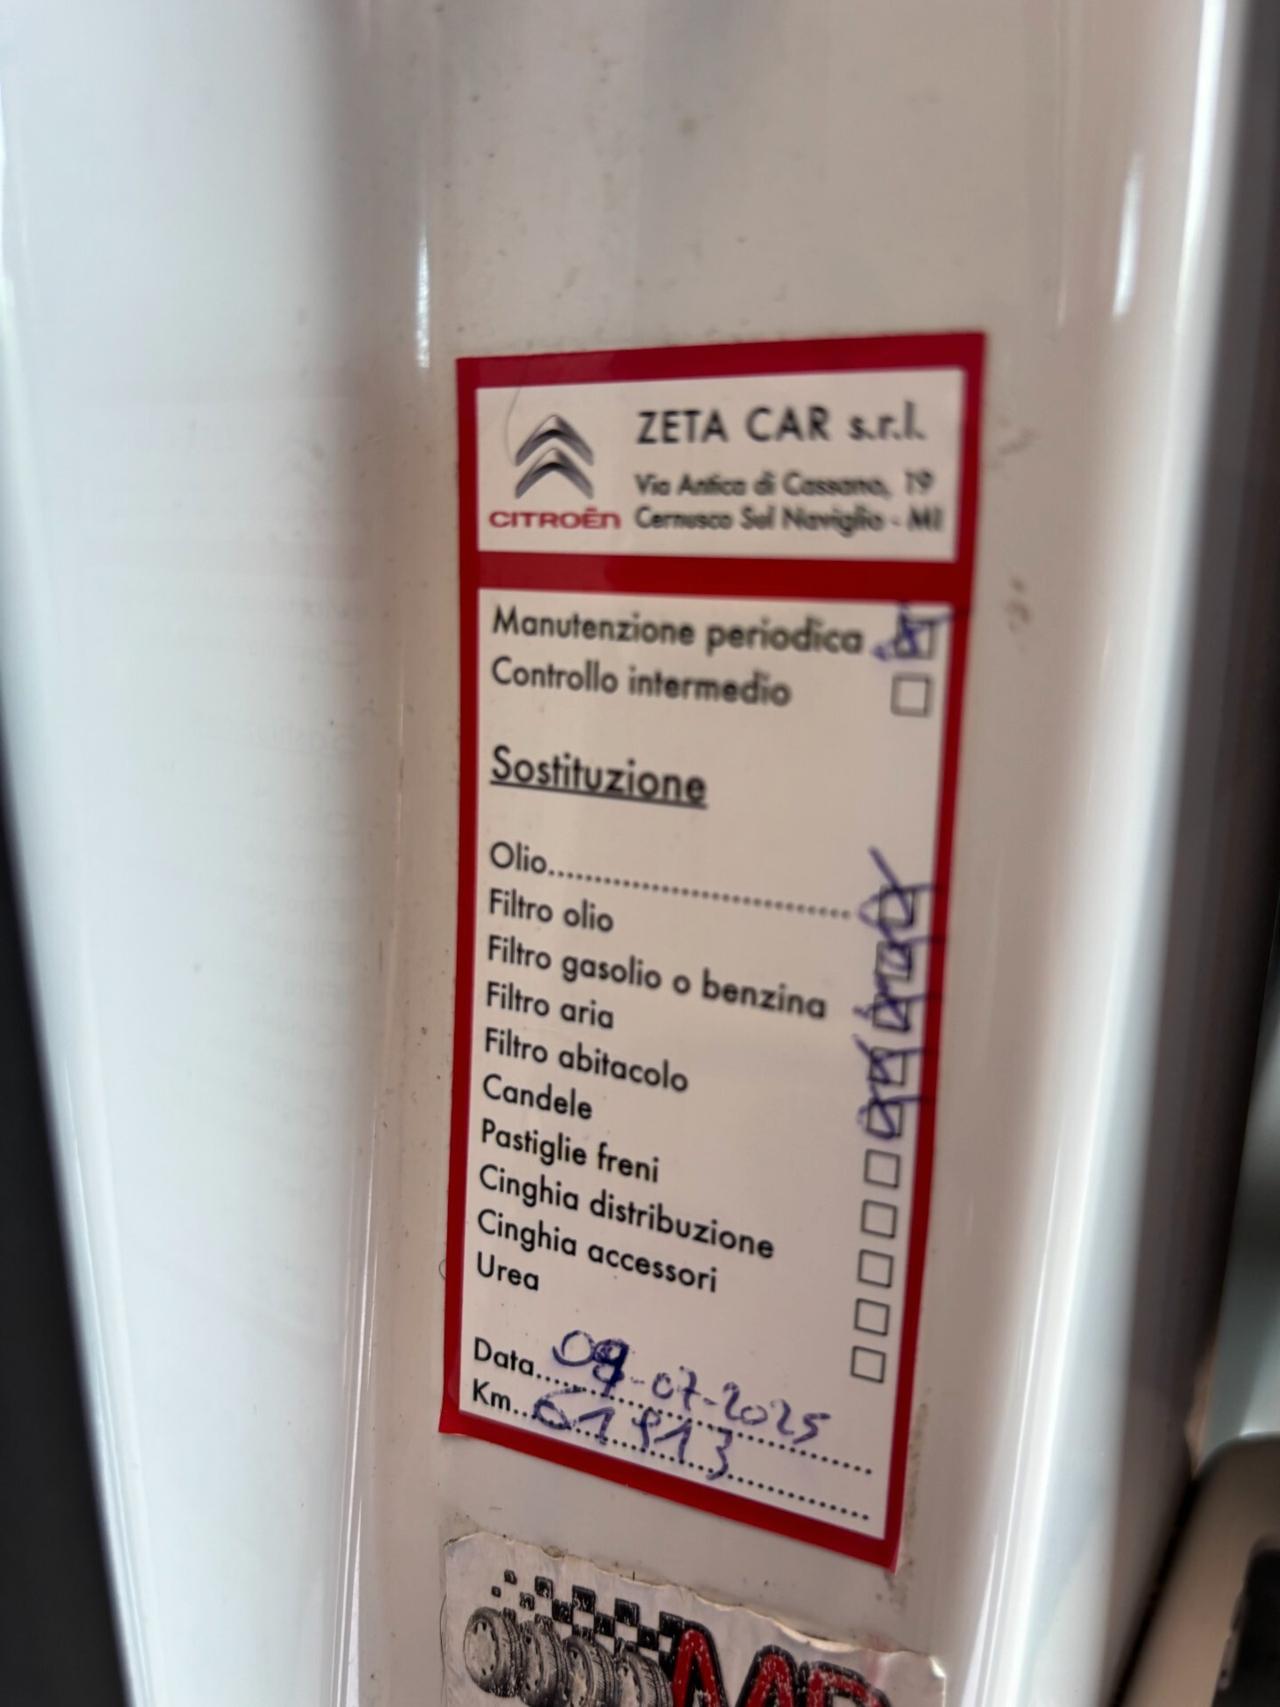 ZETA CAR s.r.l.
Via Antica di Cassano, 19
CITROËN Cernusco Sul Naviglio - MI
Manutenzione periodica
Controllo intermedio
Sostituzione
Olio
Filtro olio
Filtro gasolio o benzina
Filtro aria
Filtro abitacolo
Candele
Pastiglie freni
Cinghia distribuzione
Cinghia accessori
Urea
Data 09-07-2025
Km